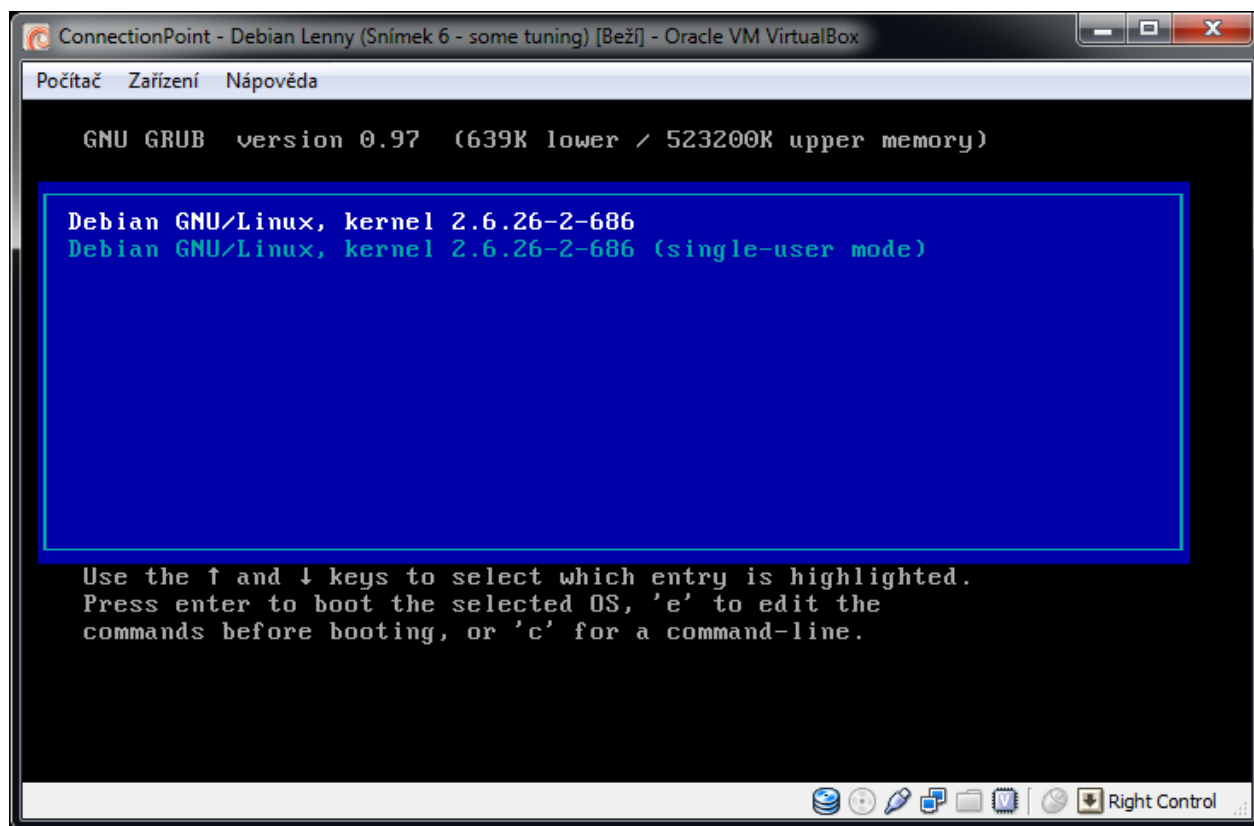 ConnectionPoint - Debian Lenny (Snímek 6 - some tuning) [Beží] - Oracle VM VirtualBox
Počítač Zařízení Nápověda
GNU GRUB version 0.97 (639K lower / 523200K upper memory)
Debian GNU/Linux, kernel 2.6.26-2-686
Debian GNU/Linux, kernel 2.6.26-2-686 (single-user mode)
Use the ↑ and ↓ keys to select which entry is highlighted.
Press enter to boot the selected OS, 'e' to edit the
commands before booting, or 'c' for a command-line.
Right Control